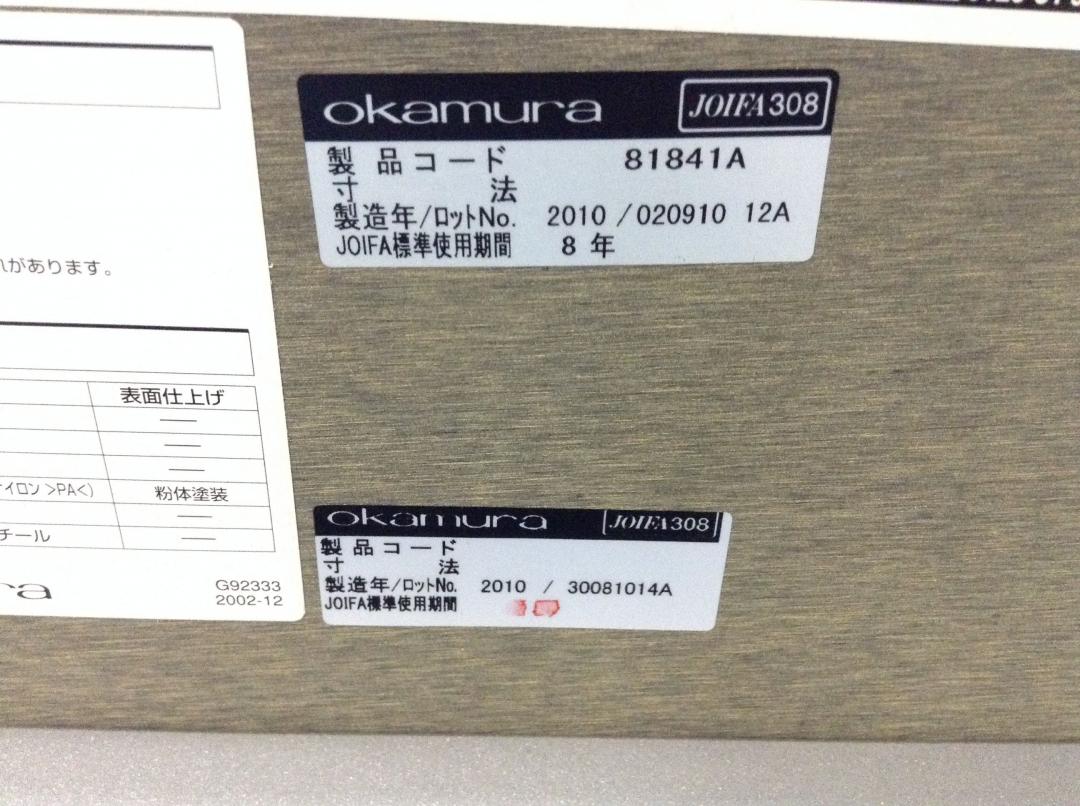 okamura JOIFA308
製品コード 81841A
寸法
製造年/ロットNo. 2010 /020910 12A
JOIFA標準使用期間 8 年
があります。
表面仕上げ
—
—
—
イロン >PA<) 粉体塗装
—
チール —
G92333
2002-12
okamura JOIFA308
製品コード
寸法
製造年/ロットNo. 2010 / 30081014A
JOIFA標準使用期間